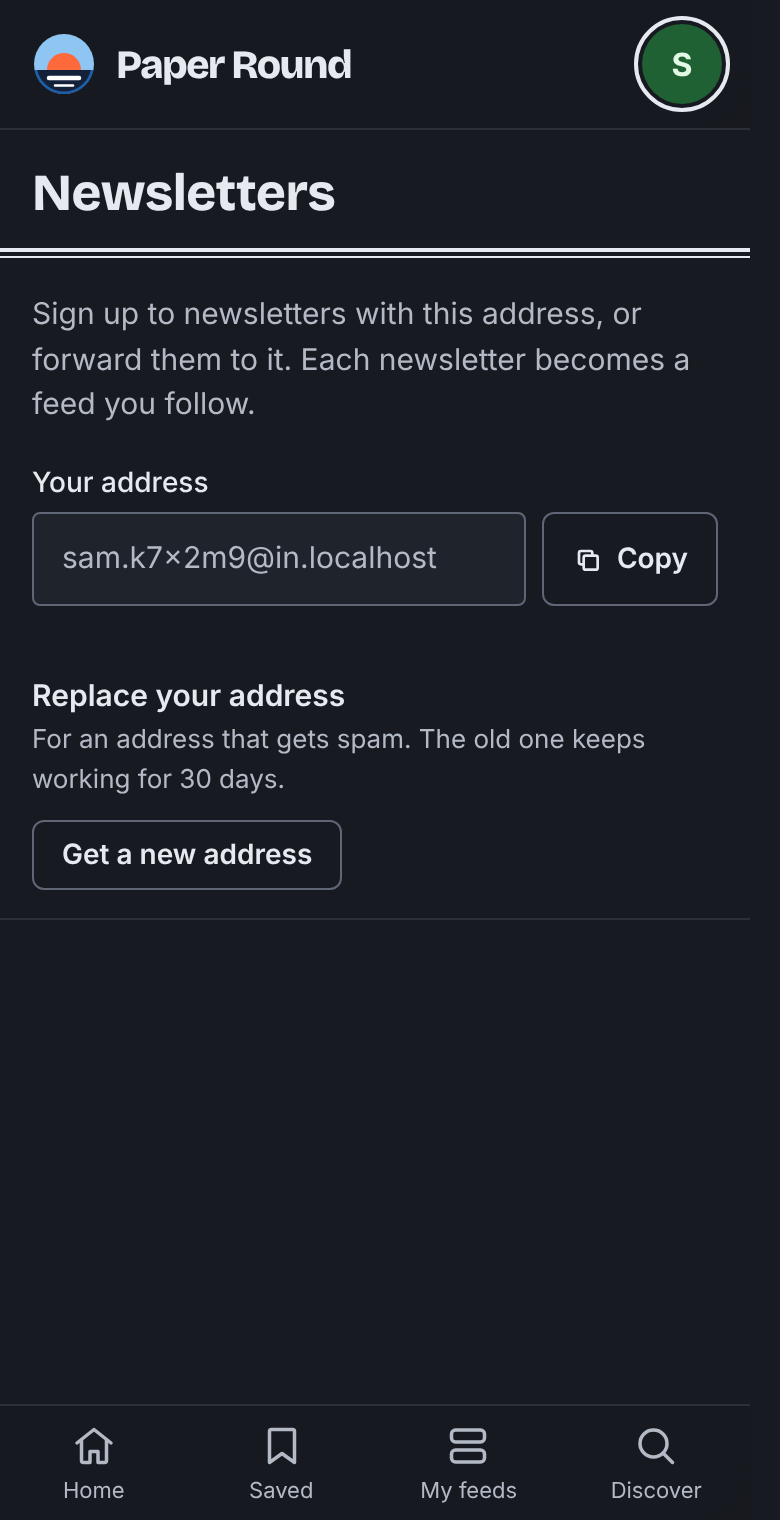 Paper Round
S
Newsletters
Sign up to newsletters with this address, or
forward them to it. Each newsletter becomes a
feed you follow.
Your address
sam.k7×2m9@in.localhost
Copy
Replace your address
For an address that gets spam. The old one keeps
working for 30 days.
Get a new address
Home
Saved
My feeds
Discover